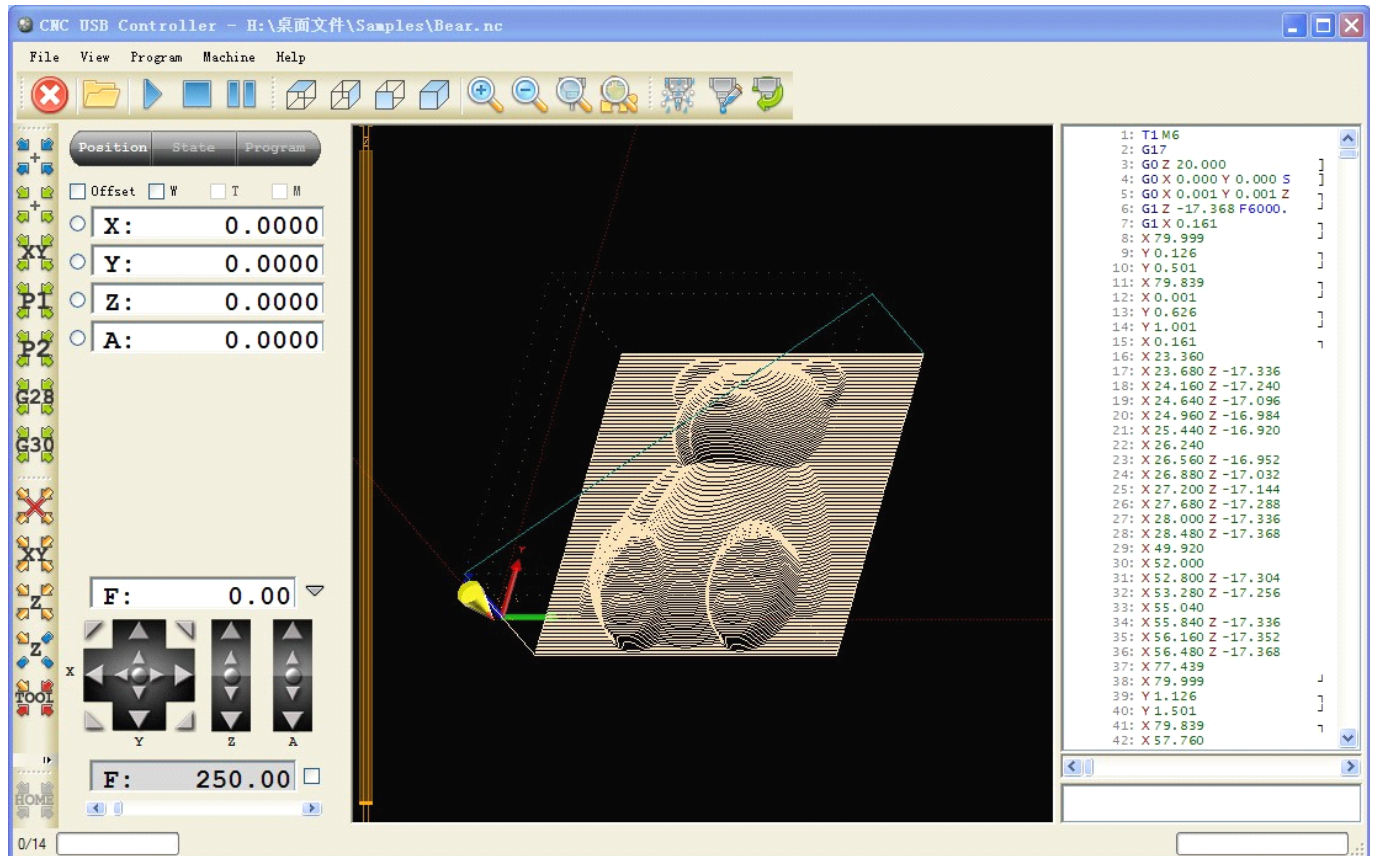 CNC USB Controller - H:\桌面文件\Samples\Bear.nc
File View Program Machine Help
Position State Program
Offset W T M
X: 0.0000
Y: 0.0000
Z: 0.0000
A: 0.0000
XY
P1
P2
G28
G30
XY
Z
Z
TOOL
HOME
F: 0.00
X
Y Z A
F: 250.00
0/14
Z
Y
1: T1 M6
2: G17
3: G0 Z 20.000
4: G0 X 0.000 Y 0.000 S
5: G0 X 0.001 Y 0.001 Z
6: G1 Z -17.368 F6000.
7: G1 X 0.161
8: X 79.999
9: Y 0.126
10: Y 0.501
11: X 79.839
12: X 0.001
13: Y 0.626
14: Y 1.001
15: X 0.161
16: X 23.360
17: X 23.680 Z -17.336
18: X 24.160 Z -17.240
19: X 24.640 Z -17.096
20: X 24.960 Z -16.984
21: X 25.440 Z -16.920
22: X 26.240
23: X 26.560 Z -16.952
24: X 26.880 Z -17.032
25: X 27.200 Z -17.144
26: X 27.680 Z -17.288
27: X 28.000 Z -17.336
28: X 28.480 Z -17.368
29: X 49.920
30: X 52.000
31: X 52.800 Z -17.304
32: X 53.280 Z -17.256
33: X 55.040
34: X 55.840 Z -17.336
35: X 56.160 Z -17.352
36: X 56.480 Z -17.368
37: X 77.439
38: X 79.999
39: Y 1.126
40: Y 1.501
41: X 79.839
42: X 57.760